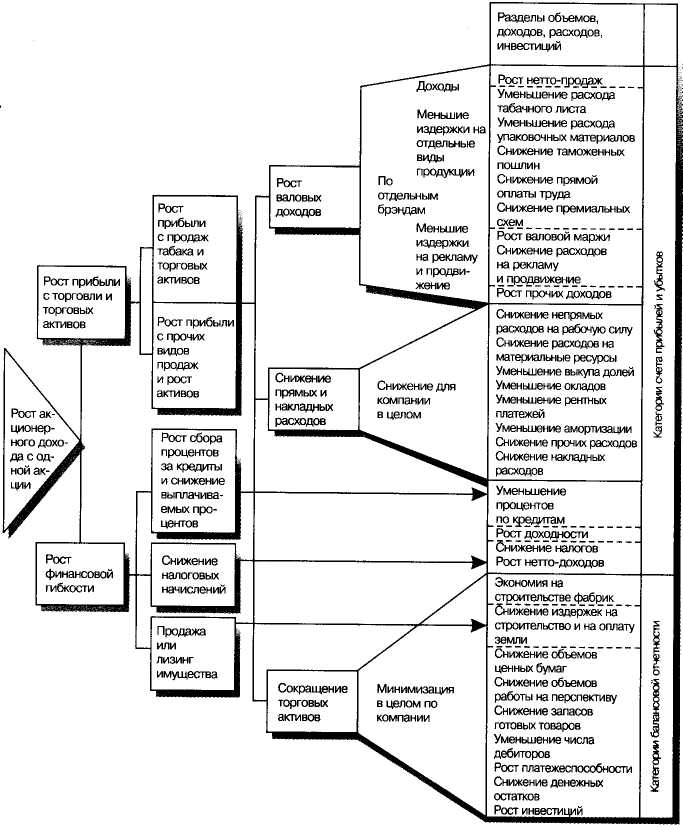 Рост ак-
ционер-
ного дохо-
да с од-
ной ак-
ции
Рост прибыли
с торговли и
торговых
активов
Рост
финансовой
гибкости
Рост
прибыли
с продаж
табака и
торговых
активов
Рост прибыли
с прочих
видов
продаж
и рост
активов
Рост сбора
процентов
за кредиты
и снижение
выплачива-
емых про-
центов
Снижение
налоговых
начислений
Продажа
или
лизинг
имущества
Рост
валовых
доходов
Снижение
прямых и
накладных
расходов
Сокращение
торговых
активов
Доходы
Меньшие
издержки на
отдельные
виды
продукции
По
отдельным
брэндам
Меньшие
издержки
на рекламу
и продви-
жение
Снижение для
компании
в целом
Минимизация
в целом по
компании
Разделы объемов,
доходов, расходов,
инвестиций
Рост нетто-продаж
Уменьшение расхода
табачного листа
Уменьшение расхода
упаковочных материалов
Снижение таможенных
пошлин
Снижение прямой
оплаты труда
Снижение премиальных
схем
Рост валовой маржи
Снижение расходов
на рекламу
и продвижение
Рост прочих доходов
Снижение непрямых
расходов на рабочую силу
Снижение расходов на
материальные ресурсы
Уменьшение выкупа долей
Уменьшение окладов
Уменьшение рентных
платежей
Уменьшение амортизации
Снижение прочих расходов
Снижение накладных
расходов
Уменьшение
процентов
по кредитам
Рост доходности
Снижение налогов
Рост нетто-доходов
Экономия на
строительстве фабрик
Снижение издержек на
строительство и на оплату
земли
Снижение объемов
ценных бумаг
Снижение объемов
работы на перспективу
Снижение запасов
готовых товаров
Уменьшение числа
дебиторов
Рост платежеспособности
Снижение денежных
остатков
Рост инвестиций
Категории счета прибылей и убытков
Категории балансовой отчетности